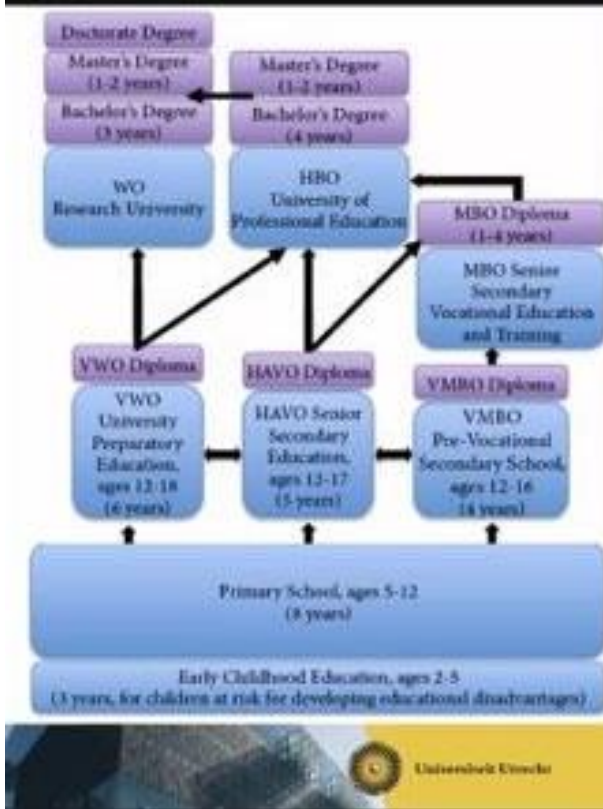 Doctorate Degree
Master's Degree
(1-2 years)
Bachelor's Degree
(3 years)
WO
Research University
Master's Degree
(1-2 years)
Bachelor's Degree
(4 years)
HBO
University of
Professional Education
MBO Diploma
(1-4 years)
MBO Senior
Secondary
Vocational Education
and Training
VWO Diploma
VWO
University
Preparatory
Education,
ages 12-18
(6 years)
HAVO Diploma
HAVO Senior
Secondary
Education,
ages 12-17
(5 years)
VMBO Diploma
VMBO
Pre-Vocational
Secondary School,
ages 12-16
(4 years)
Primary School, ages 5-12
(8 years)
Early Childhood Education, ages 2-5
(3 years, for children at risk for developing educational disadvantages)
Universiteit Utrecht